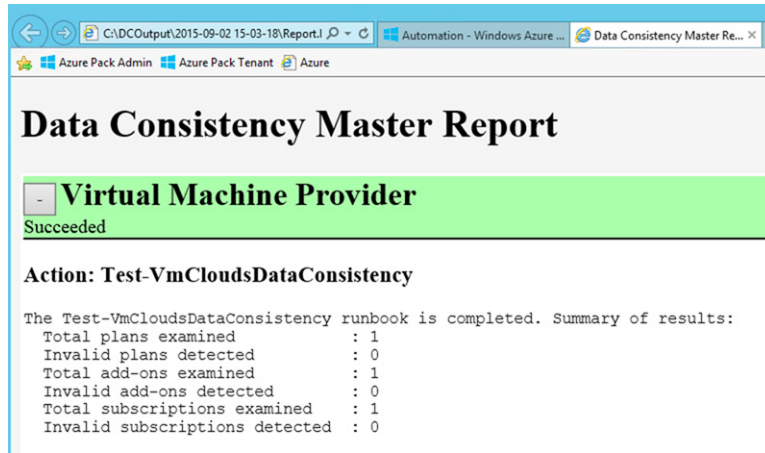 C:\DCOutput\2015-09-02 15-03-18\Report.l
Automation - Windows Azure ...
Data Consistency Master Re...
Azure Pack Admin Azure Pack Tenant Azure
Data Consistency Master Report
- Virtual Machine Provider
Succeeded
Action: Test-VmCloudsDataConsistency
The Test-VmCloudsDataConsistency runbook is completed. Summary of results:
Total plans examined : 1
Invalid plans detected : 0
Total add-ons examined : 1
Invalid add-ons detected : 0
Total subscriptions examined : 1
Invalid subscriptions detected : 0